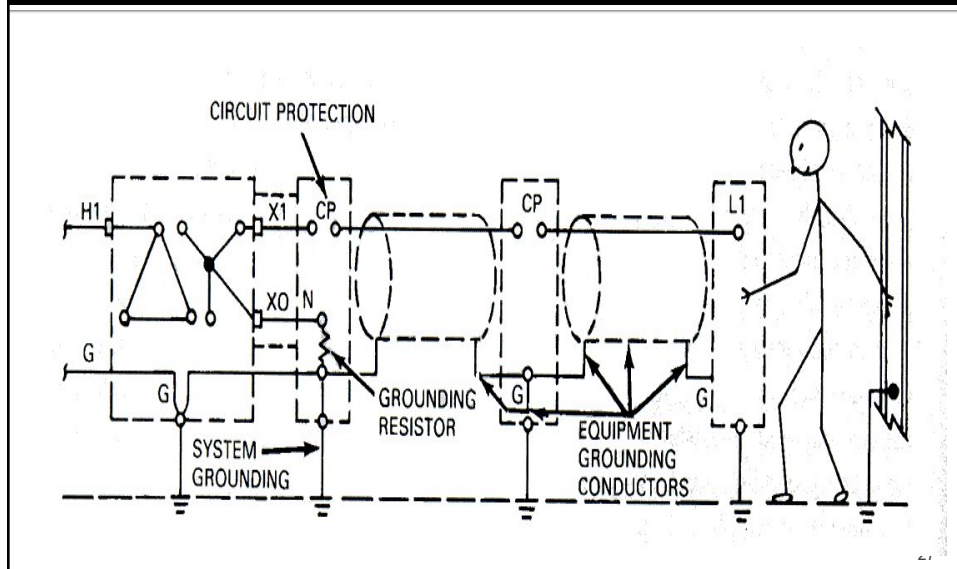 CIRCUIT PROTECTION
H1
X1
CP
CP
L1
XO
N
G
G
G
G
GROUNDING
RESISTOR
SYSTEM
GROUNDING
EQUIPMENT
GROUNDING
CONDUCTORS